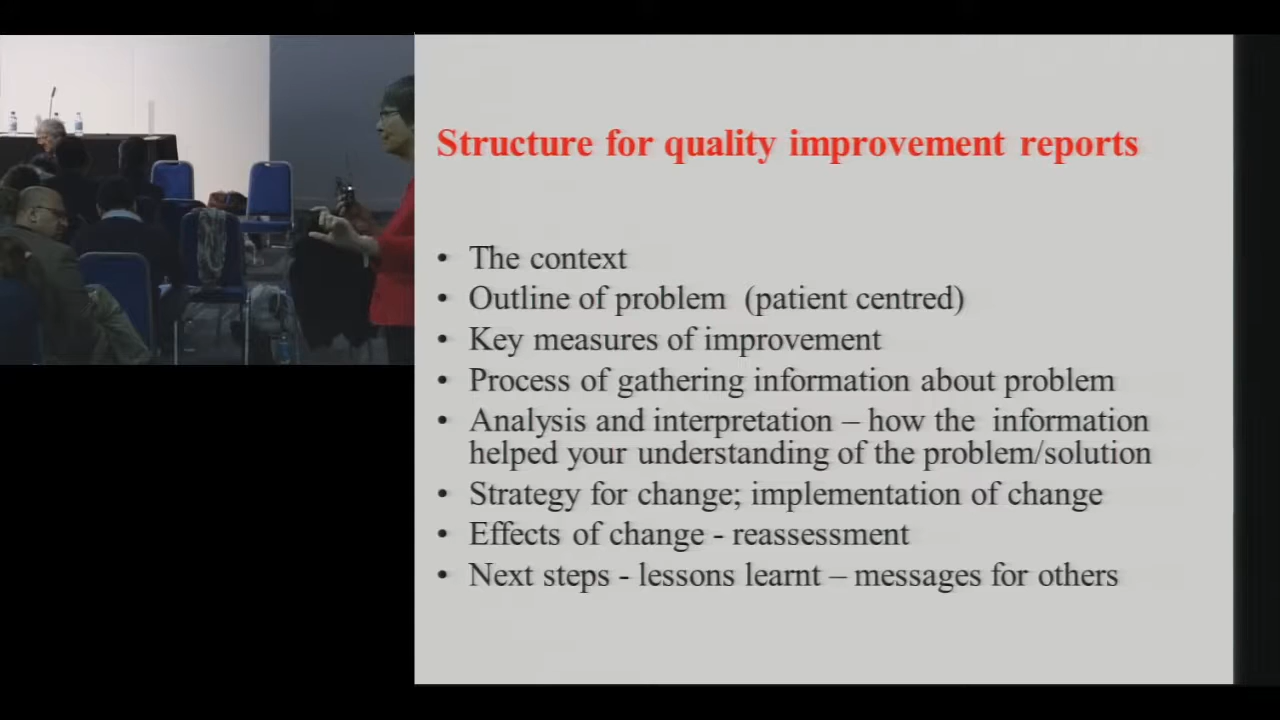 Structure for quality improvement reports
• The context
• Outline of problem (patient centred)
• Key measures of improvement
• Process of gathering information about problem
• Analysis and interpretation – how the information
helped your understanding of the problem/solution
• Strategy for change; implementation of change
• Effects of change - reassessment
• Next steps - lessons learnt – messages for others